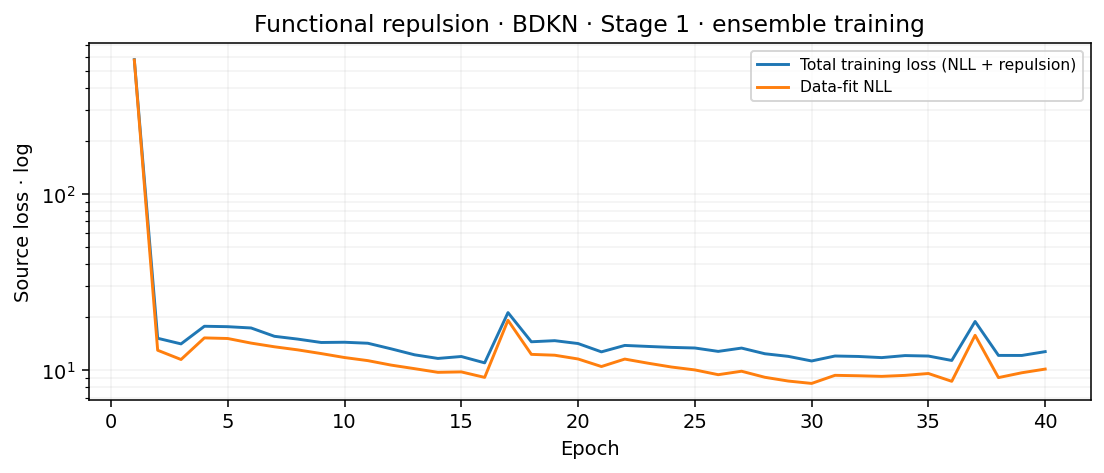 Functional repulsion · BDKN · Stage 1 · ensemble training
Total training loss (NLL + repulsion)
Data-fit NLL
Source loss · log
10²
10¹
0 5 10 15 20 25 30 35 40
Epoch